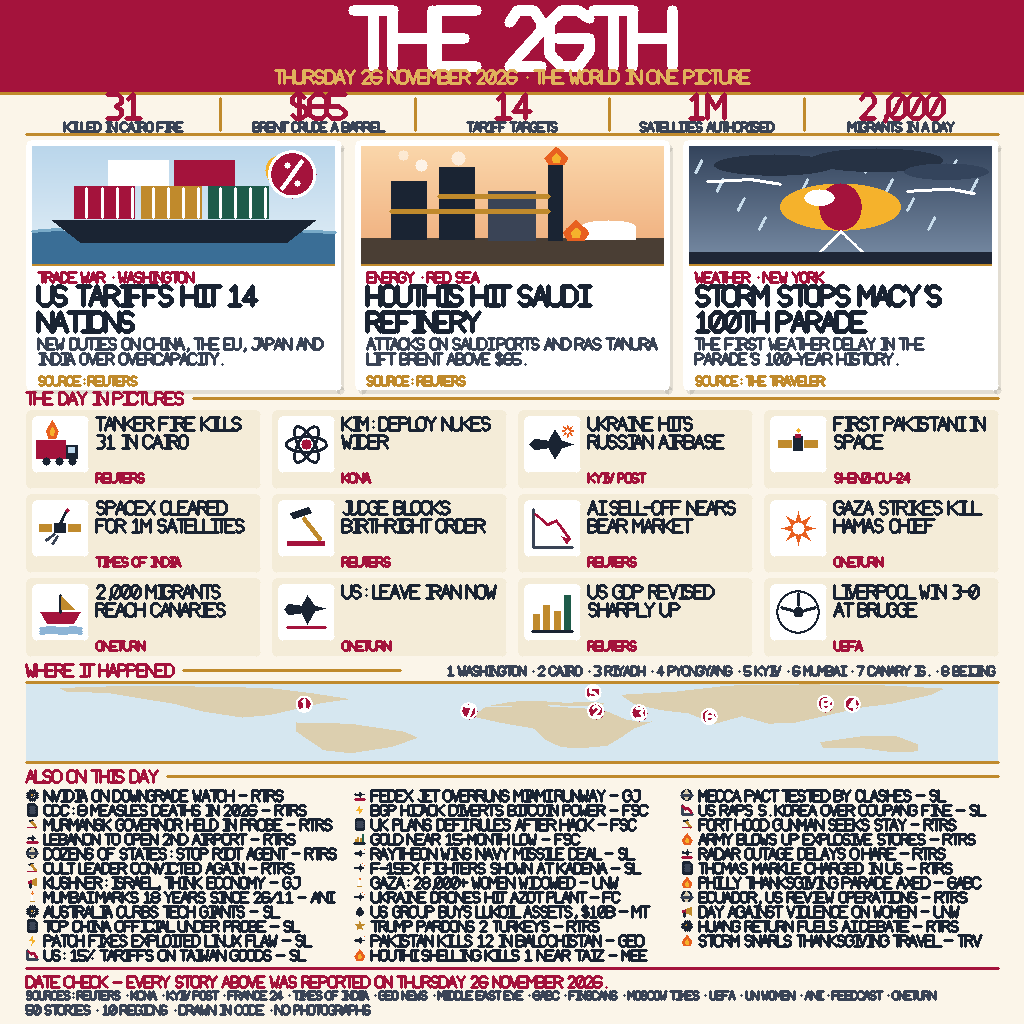 THE 26TH
THURSDAY 26 NOVEMBER 2026 · THE WORLD IN ONE PICTURE
31
KILLED IN CAIRO FIRE
$65
BRENT CRUDE A BARREL
14
TARIFF TARGETS
1M
SATELLITES AUTHORISED
2,000
MIGRANTS IN A DAY
TRADE WAR · WASHINGTON
US TARIFFS HIT 14
NATIONS
NEW DUTIES ON CHINA, THE EU, JAPAN AND
INDIA OVER OVERCAPACITY.
SOURCE: REUTERS
ENERGY · RED SEA
HOUTHIS HIT SAUDI
REFINERY
ATTACKS ON SAUDI PORTS AND RAS TANURA
LIFT BRENT ABOVE $65.
SOURCE: REUTERS
WEATHER · NEW YORK
STORM STOPS MACY'S
100TH PARADE
THE FIRST WEATHER DELAY IN THE
PARADE'S 100-YEAR HISTORY.
SOURCE: THE TRAVELER
THE DAY IN PICTURES
TANKER FIRE KILLS
31 IN CAIRO
REUTERS
KIM: DEPLOY NUKES
WIDER
KCNA
UKRAINE HITS
RUSSIAN AIRBASE
KYIV POST
FIRST PAKISTANI IN
SPACE
SHENZHOU-24
SPACEX CLEARED
FOR 1M SATELLITES
TIMES OF INDIA
JUDGE BLOCKS
BIRTHRIGHT ORDER
REUTERS
AI SELL-OFF NEARS
BEAR MARKET
REUTERS
GAZA STRIKES KILL
HAMAS CHIEF
ONETURN
2,000 MIGRANTS
REACH CANARIES
ONETURN
US: LEAVE IRAN NOW
ONETURN
US GDP REVISED
SHARPLY UP
REUTERS
LIVERPOOL WIN 3-0
AT BRUGGE
UEFA
WHERE IT HAPPENED
1 WASHINGTON · 2 CAIRO · 3 RIYADH · 4 PYONGYANG · 5 KYIV · 6 MUMBAI · 7 CANARY IS. · 8 BEIJING
1
7
5
2
3
6
8
4
ALSO ON THIS DAY
NVIDIA ON DOWNGRADE WATCH – RTRS
CDC: 8 MEASLES DEATHS IN 2026 – RTRS
MURMANSK GOVERNOR HELD IN PROBE – RTRS
LEBANON TO OPEN 2ND AIRPORT – RTRS
DOZENS OF STATES: STOP RIOT AGENT – RTRS
CULT LEADER CONVICTED AGAIN – RTRS
KUSHNER: ISRAEL, THINK ECONOMY – GJ
MUMBAI MARKS 18 YEARS SINCE 26/11 – ANI
AUSTRALIA CURBS TECH GIANTS – SL
TOP CHINA OFFICIAL UNDER PROBE – SL
PATCH FIXES EXPLOITED LINUX FLAW – SL
US: 15% TARIFFS ON TAIWAN GOODS – SL
FEDEX JET OVERRUNS MIAMI RUNWAY – GJ
BGP HIJACK DIVERTS BITCOIN POWER – FSC
UK PLANS DEFI RULES AFTER HACK – FSC
GOLD NEAR 15-MONTH LOW – FSC
RAYTHEON WINS NAVY MISSILE DEAL – SL
F-15EX FIGHTERS SHOWN AT KADENA – SL
GAZA: 28,000+ WOMEN WIDOWED – UNW
UKRAINE DRONES HIT AZOT PLANT – FC
US GROUP BUYS LUKOIL ASSETS, $10B – MT
TRUMP PARDONS 2 TURKEYS – RTRS
PAKISTAN KILLS 12 IN BALOCHISTAN – GEO
HOUTHI SHELLING KILLS 1 NEAR TAIZ – MEE
MECCA PACT TESTED BY CLASHES – SL
US RAPS S. KOREA OVER COUPANG FINE – SL
FORT HOOD GUNMAN SEEKS STAY – RTRS
ARMY BLOWS UP EXPLOSIVE STORES – RTRS
RADAR OUTAGE DELAYS O'HARE – RTRS
THOMAS MARKLE CHARGED IN US – RTRS
PHILLY THANKSGIVING PARADE AXED – 6ABC
ECUADOR, US REVIEW OPERATIONS – RTRS
DAY AGAINST VIOLENCE ON WOMEN – UNW
HUANG RETURN FUELS AI DEBATE – RTRS
STORM SNARLS THANKSGIVING TRAVEL – TRV
DATE CHECK – EVERY STORY ABOVE WAS REPORTED ON THURSDAY 26 NOVEMBER 2026.
SOURCES: REUTERS · KCNA · KYIV POST · FRANCE 24 · TIMES OF INDIA · GEO NEWS · MIDDLE EAST EYE · 6ABC · FINSCANS · MOSCOW TIMES · UEFA · UN WOMEN · ANI · FEEDCAST · ONETURN
50 STORIES · 10 REGIONS · DRAWN IN CODE · NO PHOTOGRAPHS